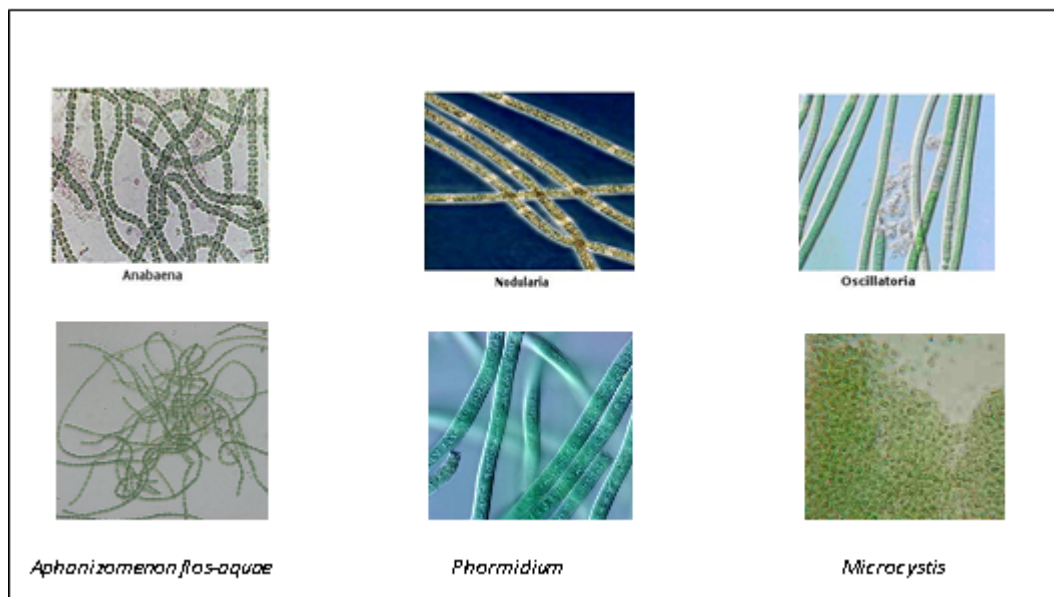 Anabaena
Nodularia
Oscillatoria
Aphanizomenon flos-aquae
Phormidium
Microcystis